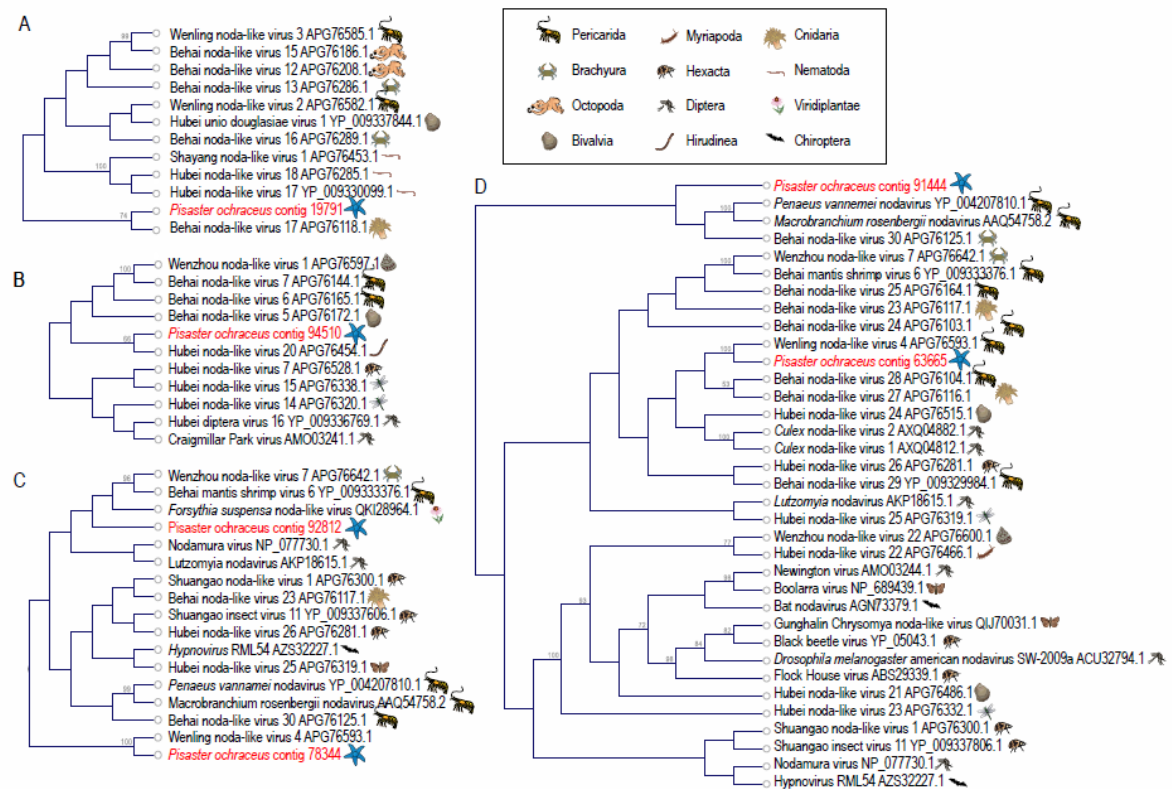 A
Wenling noda-like virus 3 APG76585.1
99
Behai noda-like virus 15 APG76186.1
Behai noda-like virus 12 APG76208.1
Behai noda-like virus 13 APG76286.1
Wenling noda-like virus 2 APG76582.1
Hubei unio douglasiae virus 1 YP_009337844.1
Behai noda-like virus 16 APG76289.1
Shayang noda-like virus 1 APG76453.1
100
Hubei noda-like virus 18 APG76285.1
Hubei noda-like virus 17 YP_009330099.1
Pisaster ochraceus contig 19791
74
Behai noda-like virus 17 APG76118.1
B
Wenzhou noda-like virus 1 APG76597.1
100
Behai noda-like virus 7 APG76144.1
Behai noda-like virus 6 APG76165.1
Behai noda-like virus 5 APG76172.1
Pisaster ochraceus contig 94510
Hubei noda-like virus 20 APG76454.1
Hubei noda-like virus 7 APG76528.1
Hubei noda-like virus 15 APG76338.1
Hubei noda-like virus 14 APG76320.1
Hubei diptera virus 16 YP_009336769.1
Craigmillar Park virus AMO03241.1
C
Wenzhou noda-like virus 7 APG76642.1
Behai mantis shrimp virus 6 YP_009333376.1
Forsythia suspensa noda-like virus QKI28964.1
Pisaster ochraceus contig 92812
Nodamura virus NP_077730.1
Lutzomyia nodavirus AKP18615.1
Shuangao noda-like virus 1 APG76300.1
Behai noda-like virus 23 APG76117.1
Shuangao insect virus 11 YP_009337606.1
Hubei noda-like virus 26 APG76281.1
Hypnovirus RML54 AZS32227.1
Hubei noda-like virus 25 APG76319.1
Penaeus vannamei nodavirus YP_004207810.1
99
Macrobranchium rosenbergii nodavirus AAQ54758.2
Behai noda-like virus 30 APG76125.1
Wenling noda-like virus 4 APG76593.1
100
Pisaster ochraceus contig 78344
Pericarida
Myriapoda
Cnidaria
Brachyura
Hexacta
Nematoda
Octopoda
Diptera
Viridiplantae
Bivalvia
Hirudinea
Chiroptera
D
Pisaster ochraceus contig 91444
Penaeus vannemei nodavirus YP_004207810.1
100
Macrobranchium rosenbergii nodavirus AAQ54758.2
Behai noda-like virus 30 APG76125.1
Wenzhou noda-like virus 7 APG76642.1
100
Behai mantis shrimp virus 6 YP_009333376.1
Behai noda-like virus 25 APG76164.1
Behai noda-like virus 23 APG76117.1
Behai noda-like virus 24 APG76103.1
Wenling noda-like virus 4 APG76593.1
100
Pisaster ochraceus contig 63665
Behai noda-like virus 28 APG76104.1
53
Behai noda-like virus 27 APG76116.1
Hubei noda-like virus 24 APG76515.1
Culex noda-like virus 2 AXQ04882.1
100
Culex noda-like virus 1 AXQ04812.1
Hubei noda-like virus 26 APG76281.1
Behai noda-like virus 29 YP_009329984.1
Lutzomyia nodavirus AKP18615.1
Hubei noda-like virus 25 APG76319.1
Wenzhou noda-like virus 22 APG76600.1
77
Hubei noda-like virus 22 APG76466.1
Newington virus AMO03244.1
Boolarra virus NP_689439.1
Bat nodavirus AGN73379.1
Gunghalin Chrysomya noda-like virus QIJ70031.1
Black beetle virus YP_05043.1
Drosophila melanogaster american nodavirus SW-2009a ACU32794.1
Flock House virus ABS29339.1
Hubei noda-like virus 21 APG76486.1
100
Hubei noda-like virus 23 APG76332.1
Shuangao noda-like virus 1 APG76300.1
Shuangao insect virus 11 YP_009337806.1
Nodamura virus NP_077730.1
Hypnovirus RML54 AZS32227.1